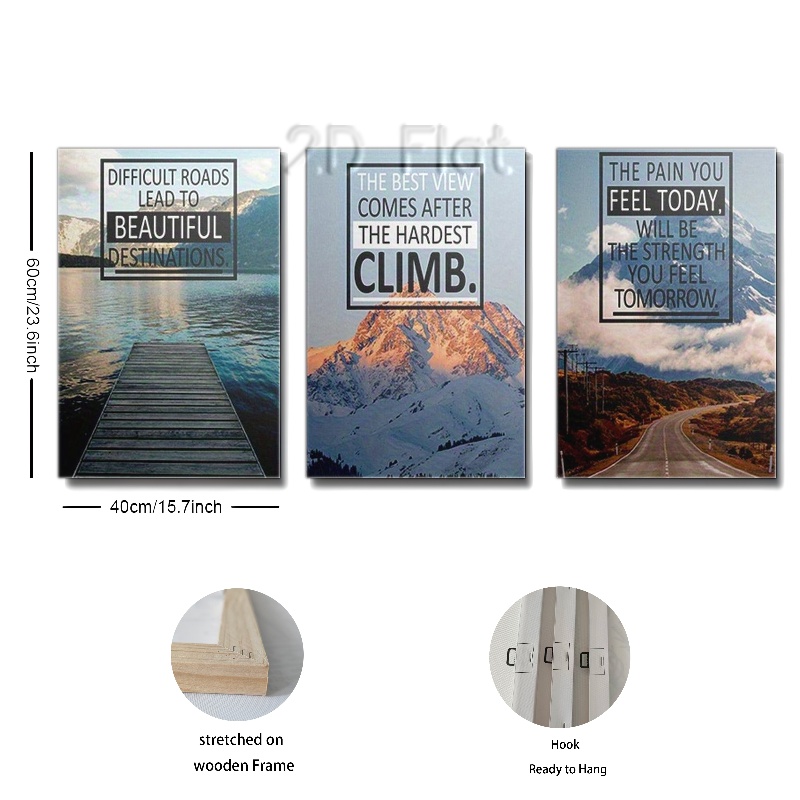 2.D Flat.
DIFFICULT ROADS
LEAD TO
BEAUTIFUL
DESTINATIONS.
THE BEST VIEW
COMES AFTER
THE HARDEST
CLIMB.
THE PAIN YOU
FEEL TODAY,
WILL BE
THE STRENGTH
YOU FEEL
TOMORROW.
60cm/23.6inch
40cm/15.7inch
stretched on
wooden Frame
Hook
Ready to Hang